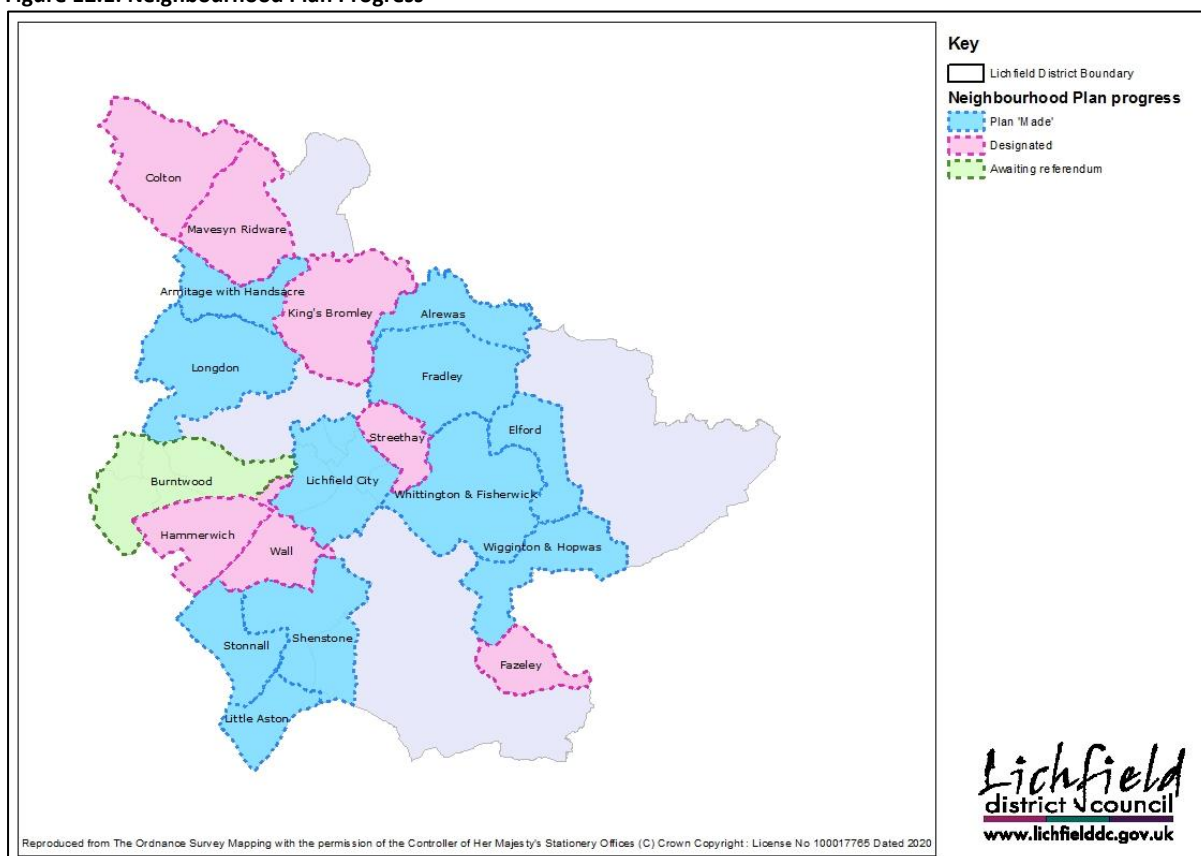 Figure 12.1: Neighbourhood Plan Progress
Key
Lichfield District Boundary
Neighbourhood Plan progress
Plan 'Made'
Designated
Awaiting referendum
Colton
Mavesyn Ridware
Armitage with Handsacre
King's Bromley
Alrewas
Longdon
Fradley
Elford
Streethay
Burntwood
Lichfield City
Whittington & Fisherwick
Hammerwich
Wall
Wigginton & Hopwas
Stonnall
Shenstone
Fazeley
Little Aston
Lichfield
district council
www.lichfielddc.gov.uk
Reproduced from The Ordnance Survey Mapping with the permission of the Controller of Her Majesty's Stationery Offices (C) Crown Copyright : License No 100017765 Dated 2020